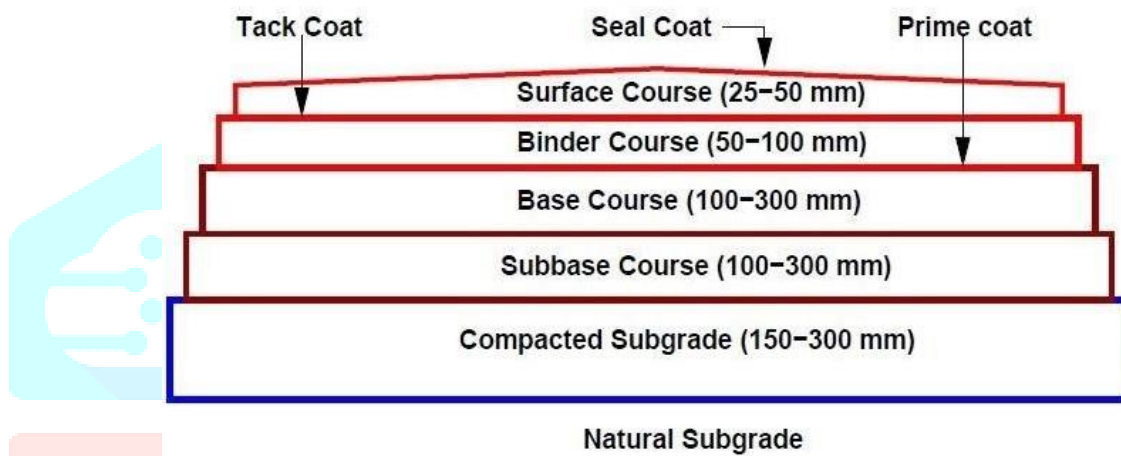 Tack Coat
Seal Coat
Prime coat
Surface Course (25−50 mm)
Binder Course (50−100 mm)
Base Course (100−300 mm)
Subbase Course (100−300 mm)
Compacted Subgrade (150−300 mm)
Natural Subgrade